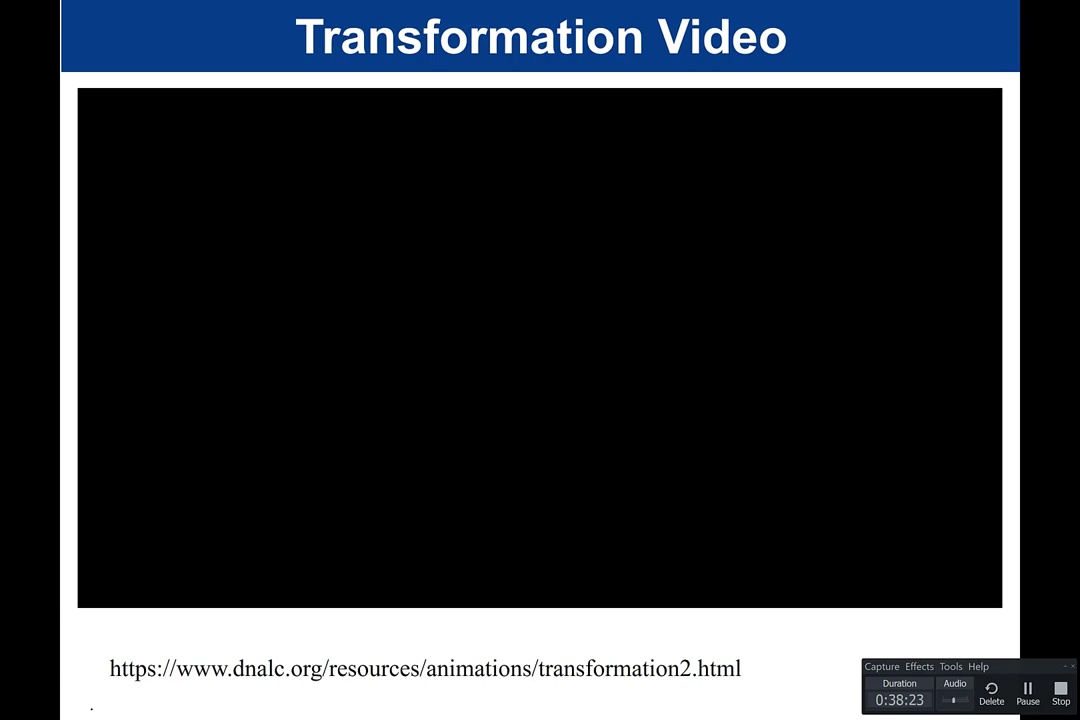 Transformation Video
https://www.dnalc.org/resources/animations/transformation2.html
.
Capture Effects Tools Help
Duration Audio
0:38:23 Delete Pause Stop